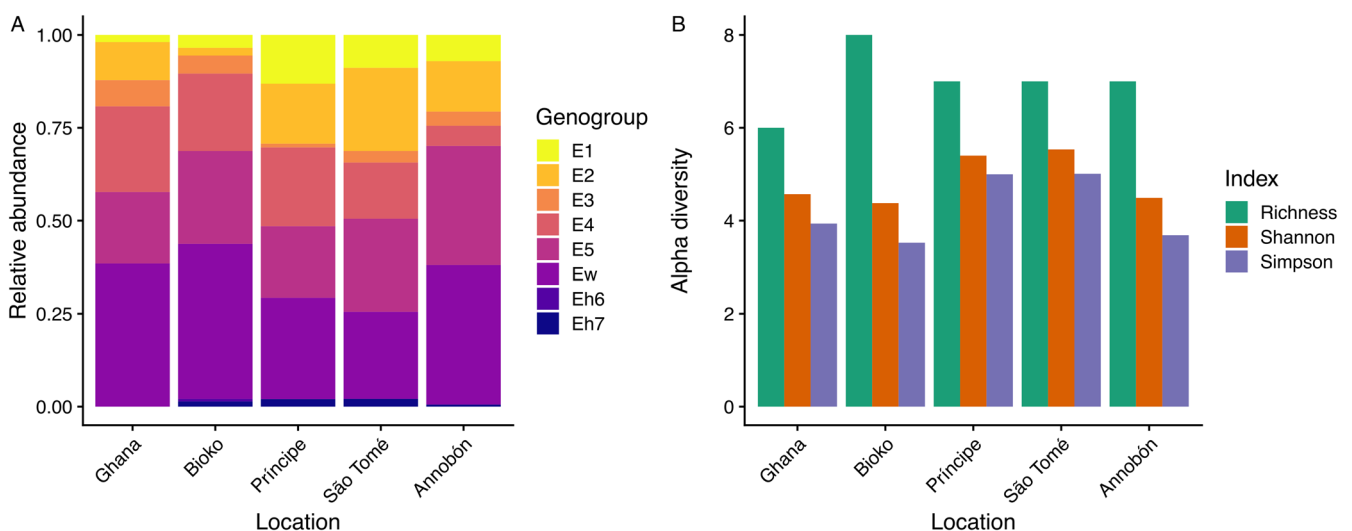 A
1.00
0.75
0.50
0.25
0.00
Relative abundance
Ghana
Bioko
Príncipe
São Tomé
Annobón
Location
Genogroup
E1
E2
E3
E4
E5
Ew
Eh6
Eh7
B
8
6
4
2
0
Alpha diversity
Ghana
Bioko
Príncipe
São Tomé
Annobón
Location
Index
Richness
Shannon
Simpson